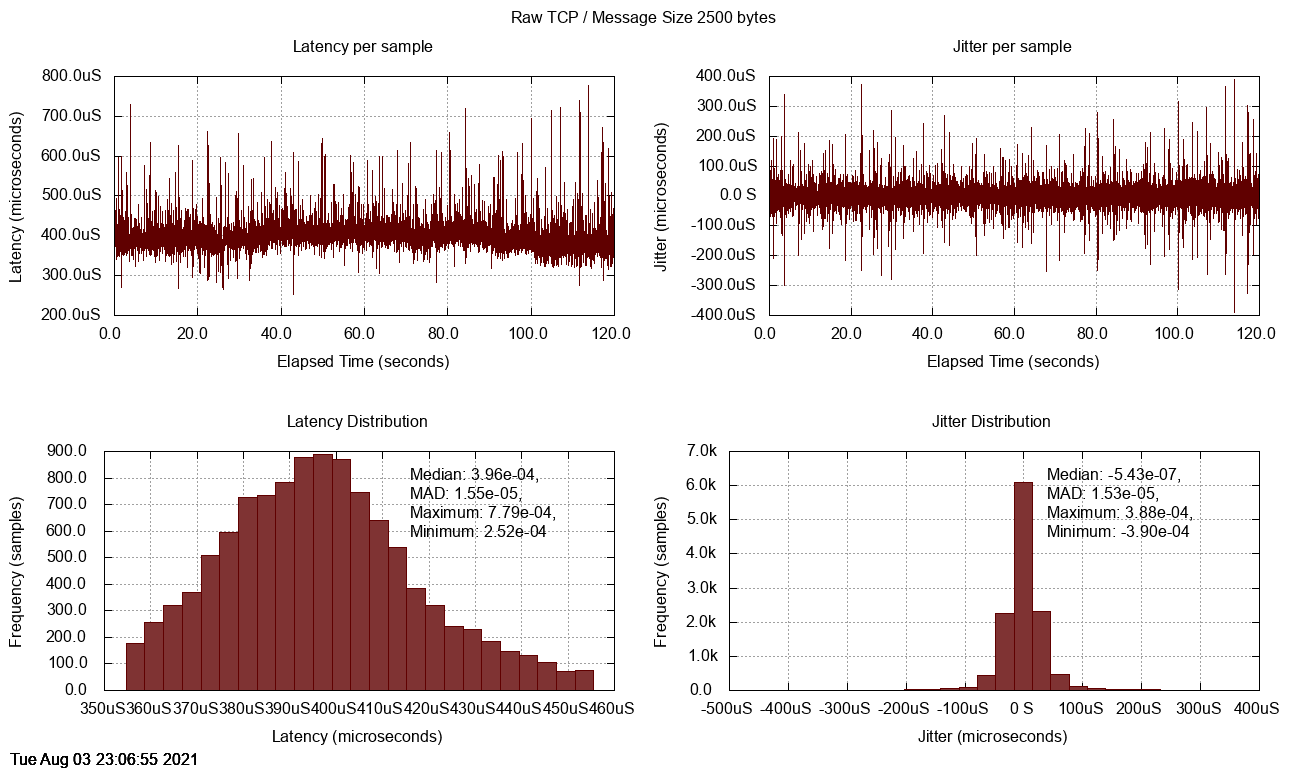 Raw TCP / Message Size 2500 bytes
Latency per sample
800.0uS
700.0uS
600.0uS
500.0uS
400.0uS
300.0uS
200.0uS
Latency (microseconds)
0.0 20.0 40.0 60.0 80.0 100.0 120.0
Elapsed Time (seconds)
Jitter per sample
400.0uS
300.0uS
200.0uS
100.0uS
0.0 S
-100.0uS
-200.0uS
-300.0uS
-400.0uS
Jitter (microseconds)
0.0 20.0 40.0 60.0 80.0 100.0 120.0
Elapsed Time (seconds)
Latency Distribution
900.0
800.0
700.0
600.0
500.0
400.0
300.0
200.0
100.0
0.0
Frequency (samples)
Median: 3.96e-04,
MAD: 1.55e-05,
Maximum: 7.79e-04,
Minimum: 2.52e-04
350uS 360uS 370uS 380uS 390uS 400uS 410uS 420uS 430uS 440uS 450uS 460uS
Latency (microseconds)
Jitter Distribution
7.0k
6.0k
5.0k
4.0k
3.0k
2.0k
1.0k
0.0
Frequency (samples)
Median: -5.43e-07,
MAD: 1.53e-05,
Maximum: 3.88e-04,
Minimum: -3.90e-04
-500uS -400uS -300uS -200uS -100uS 0 S 100uS 200uS 300uS 400uS
Jitter (microseconds)
Tue Aug 03 23:06:55 2021